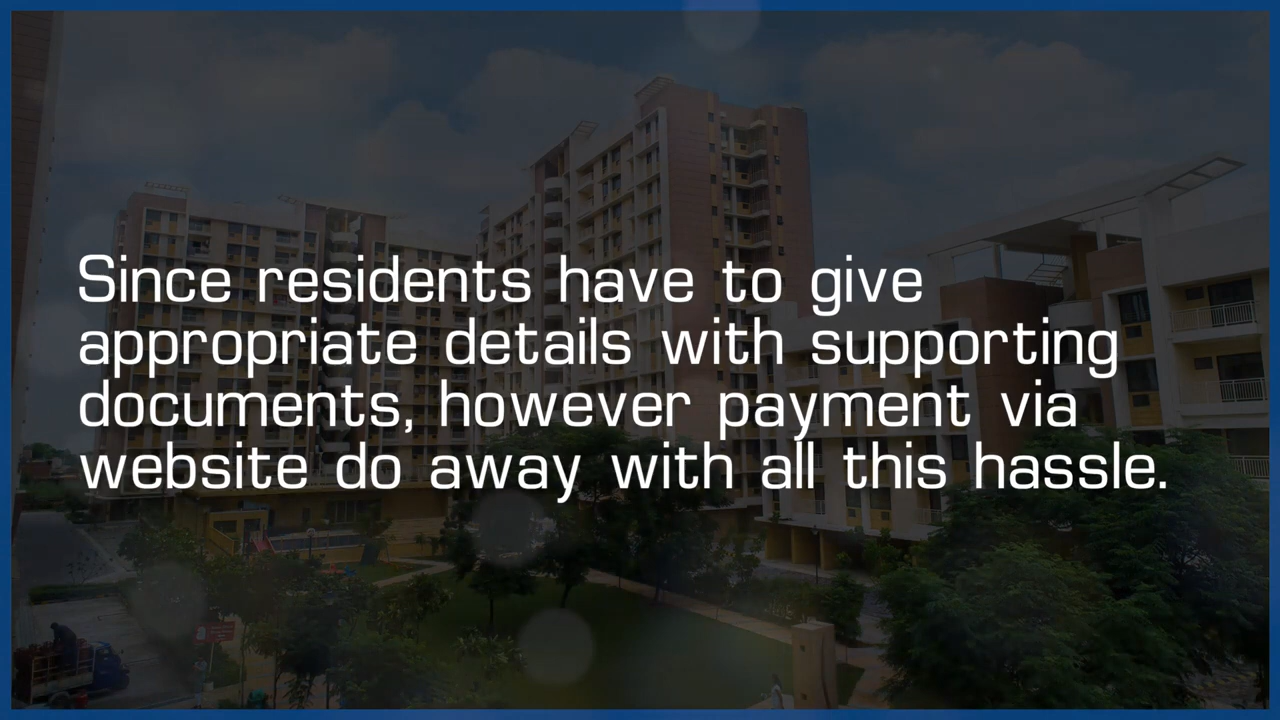 Since residents have to give
appropriate details with supporting
documents, however payment via
website do away with all this hassle.